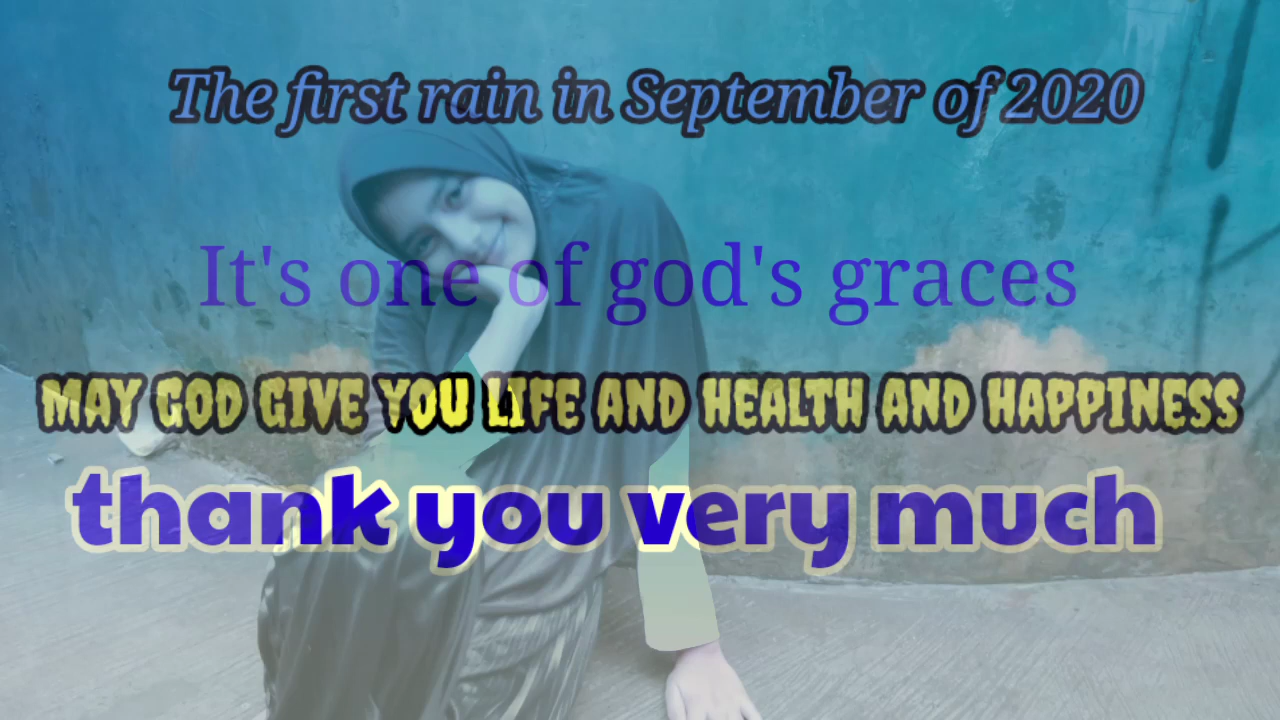 The first rain in September of 2020
It's one of god's graces
MAY GOD GIVE YOU LIFE AND HEALTH AND HAPPINESS
thank you very much